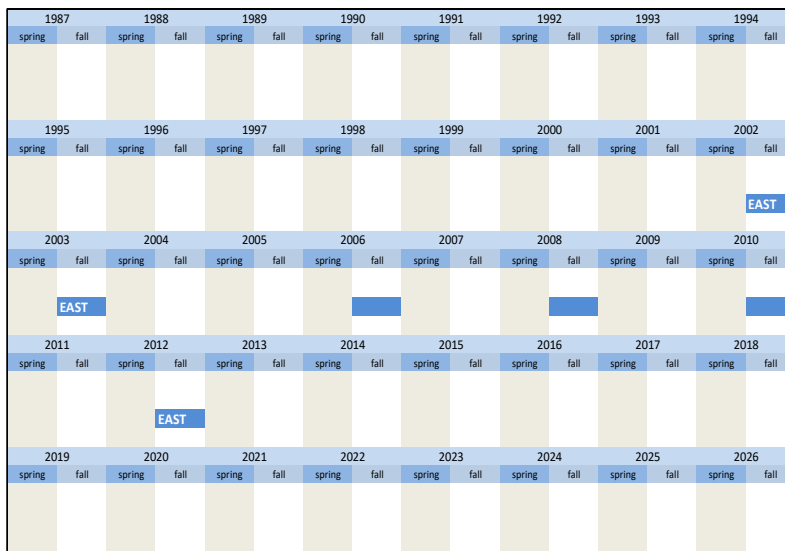 1987 1988 1989 1990 1991 1992 1993 1994
spring fall spring fall spring fall spring fall spring fall spring fall spring fall spring fall
1995 1996 1997 1998 1999 2000 2001 2002
spring fall spring fall spring fall spring fall spring fall spring fall spring fall spring fall
EAST
2003 2004 2005 2006 2007 2008 2009 2010
spring fall spring fall spring fall spring fall spring fall spring fall spring fall spring fall
EAST
2011 2012 2013 2014 2015 2016 2017 2018
spring fall spring fall spring fall spring fall spring fall spring fall spring fall spring fall
EAST
2019 2020 2021 2022 2023 2024 2025 2026
spring fall spring fall spring fall spring fall spring fall spring fall spring fall spring fall